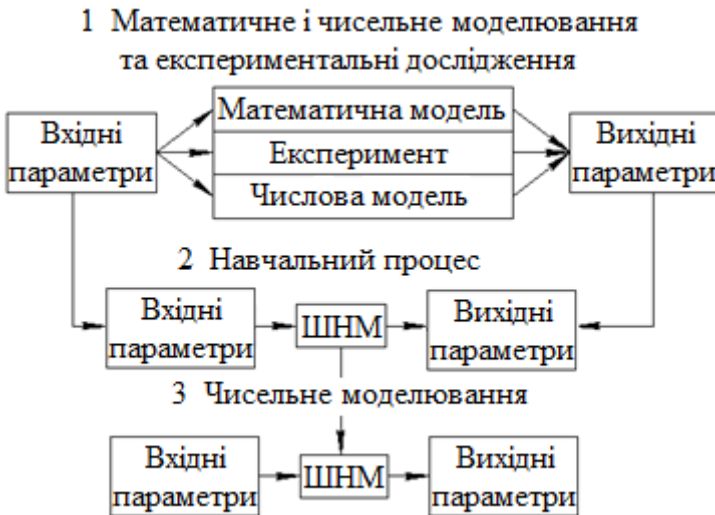 1 Математичне і чисельне моделювання
та експериментальні дослідження
Вхідні
параметри
Математична модель
Експеримент
Числова модель
Вихідні
параметри
2 Навчальний процес
Вхідні
параметри
ШНМ
Вихідні
параметри
3 Чисельне моделювання
Вхідні
параметри
ШНМ
Вихідні
параметри